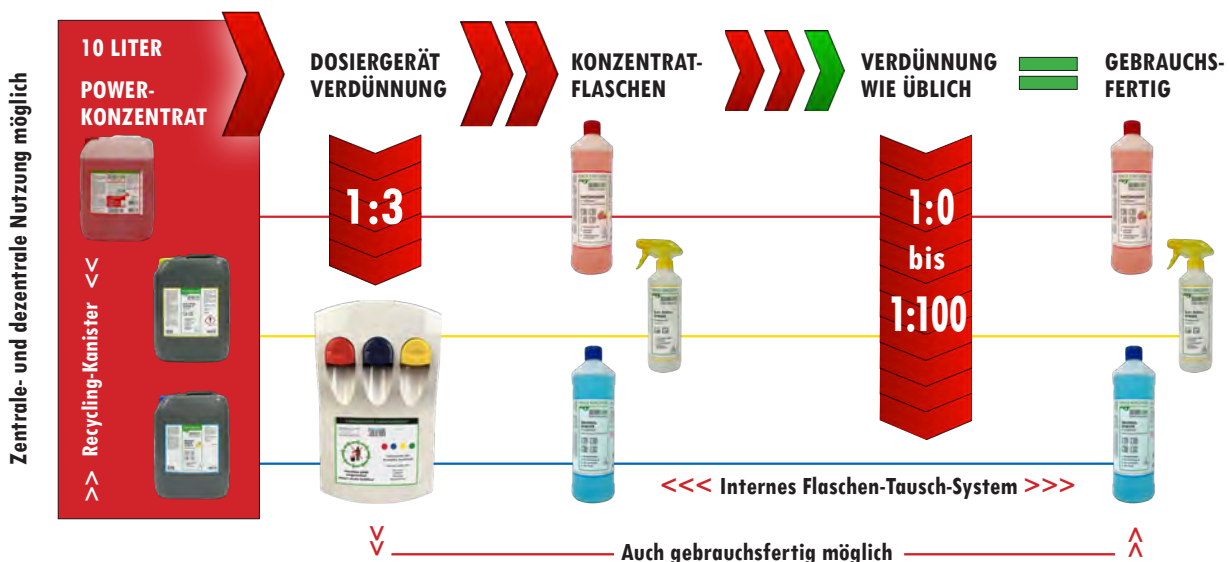 Zentrale- und dezentrale Nutzung möglich
10 LITER
POWER-
KONZENTRAT
>> Recycling-Kanister <<
DOSIERGERÄT
VERDÜNNUNG
1:3
KONZENTRAT-
FLASCHEN
VERDÜNNUNG
WIE ÜBLICH
1:0
bis
1:100
GEBRAUCHS-
FERTIG
<<< Internes Flaschen-Tausch-System >>>
Auch gebrauchsfertig möglich